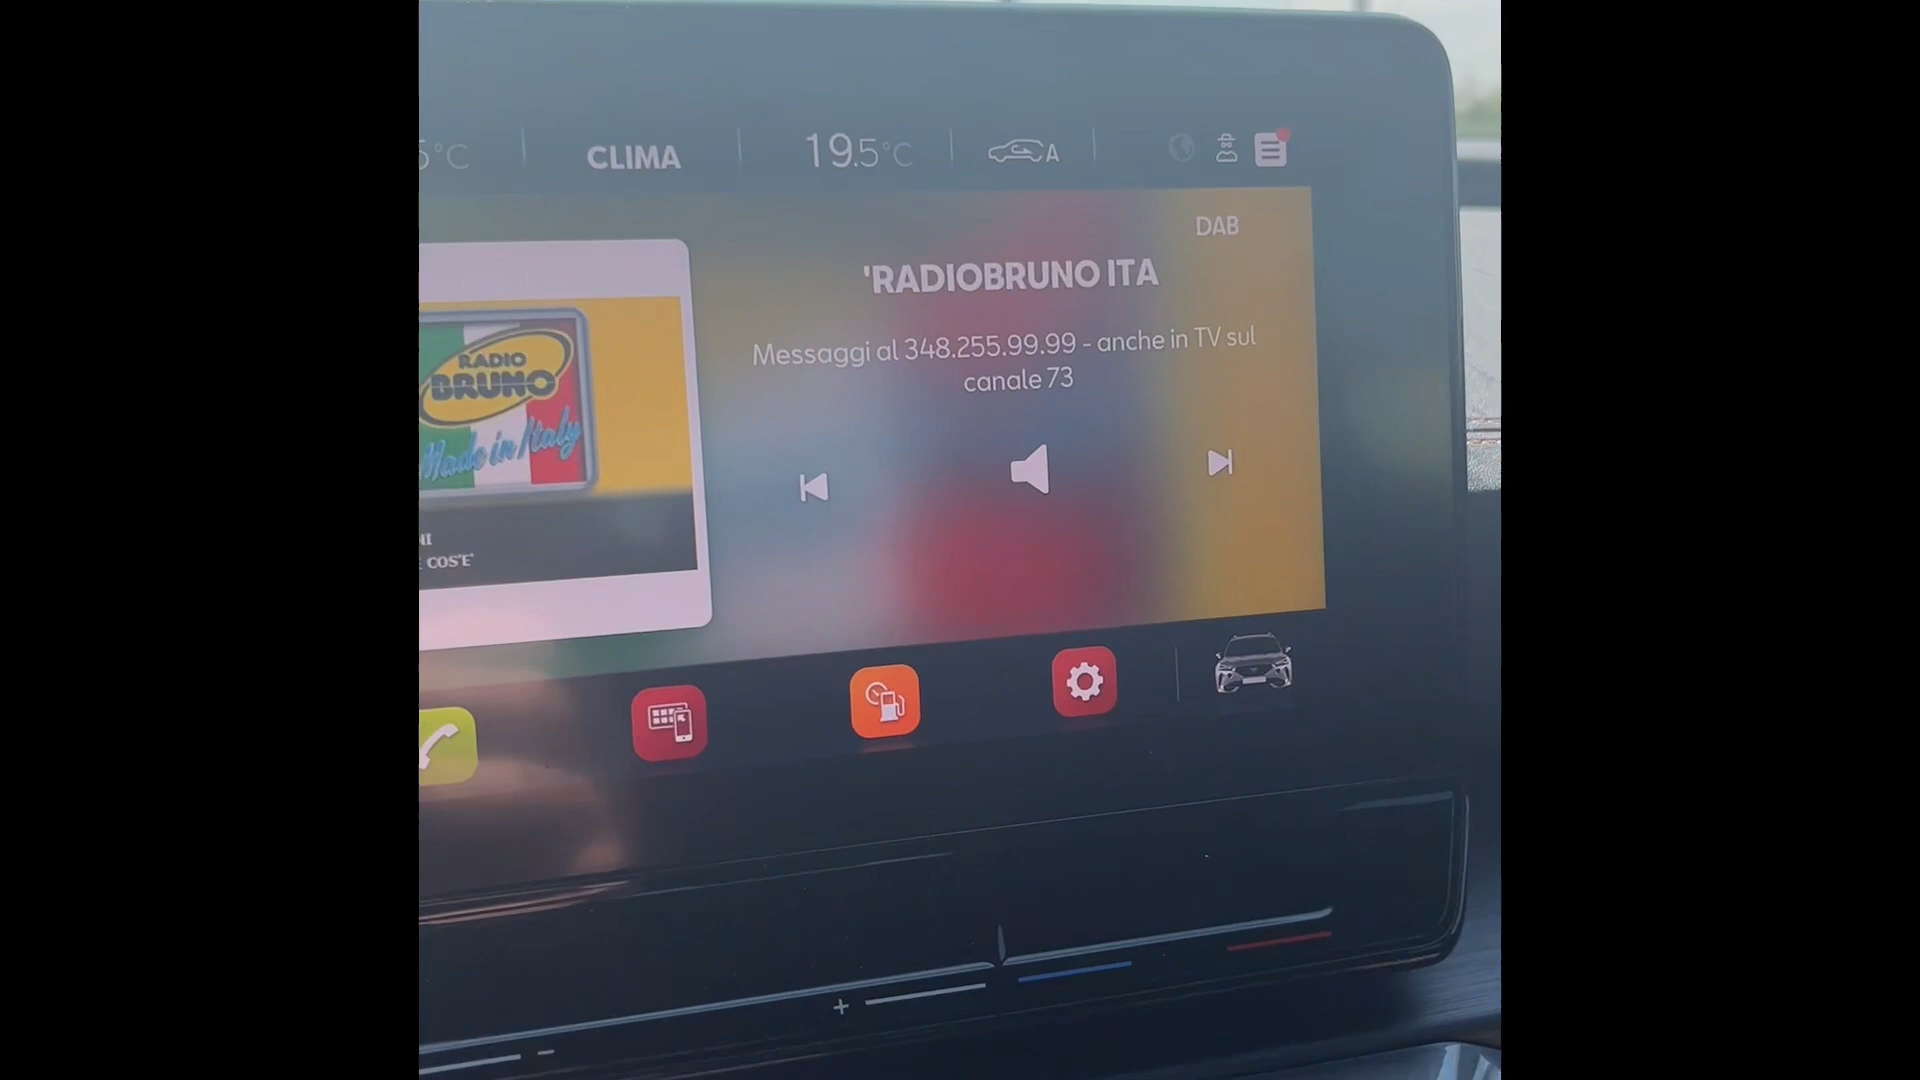 5°C
CLIMA
19.5°C
A
DAB
'RADIOBRUNO ITA
Messaggi al 348.255.99.99 - anche in TV sul
canale 73
RADIO
BRUNO
Made in Italy
COS'E'
+
-